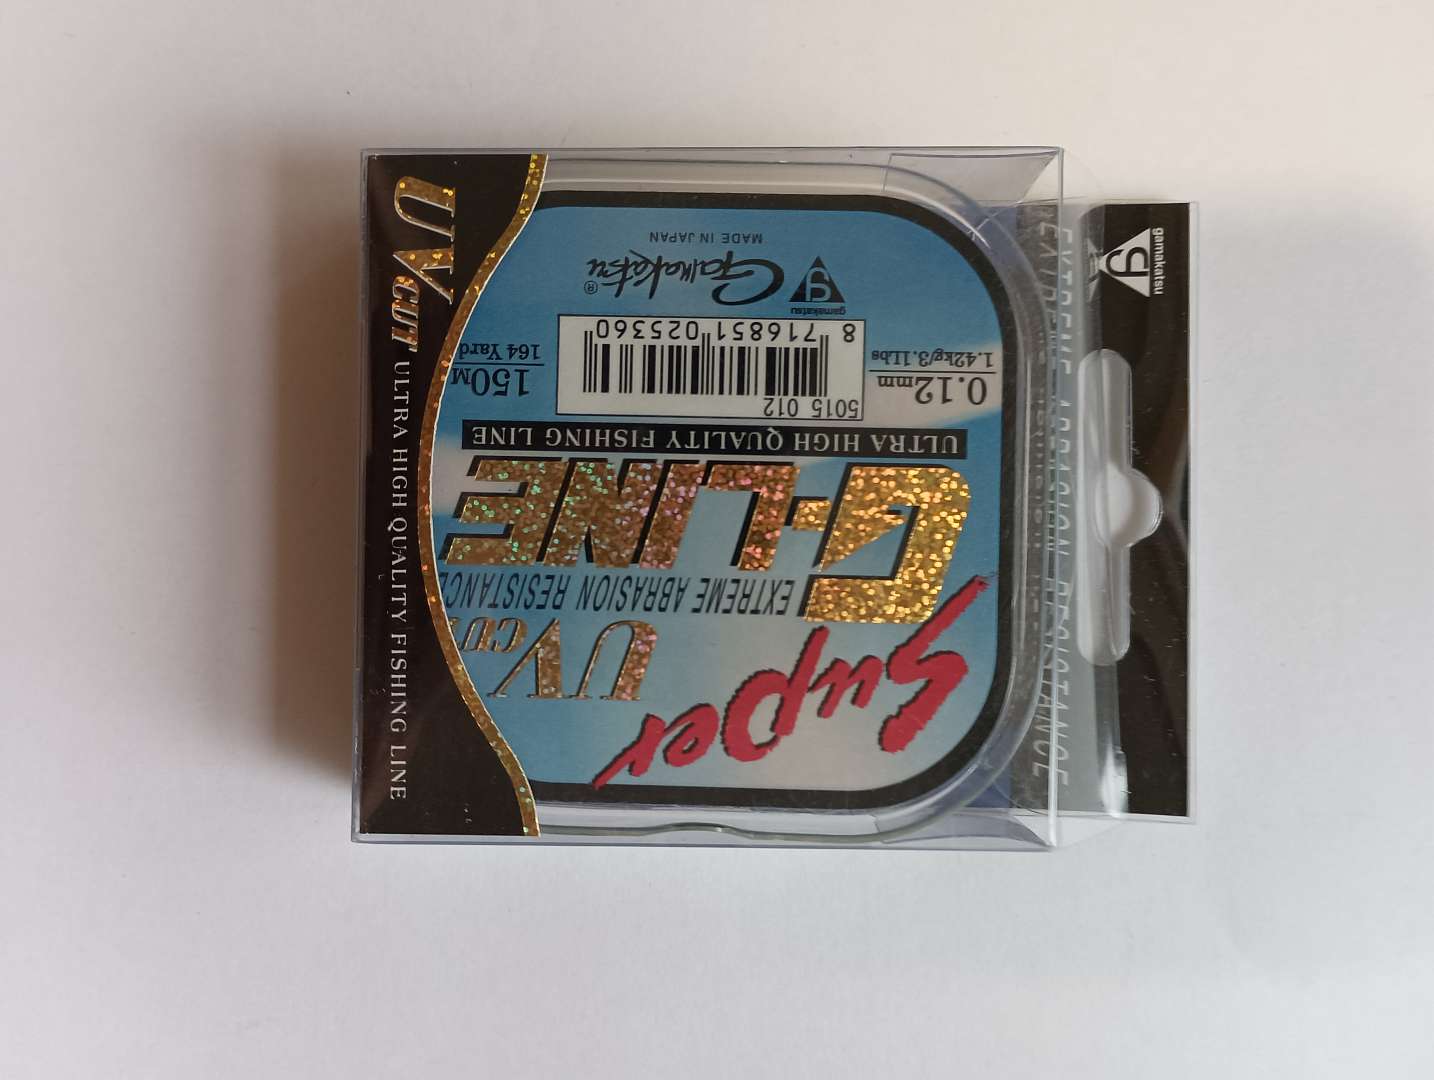 Super
UV CUT
EXTREME ABRASION RESISTANCE
G-LINE
ULTRA HIGH QUALITY FISHING LINE
0.12mm
1.42kg/3.1Lbs
5015 012
8 716851 025360
150M
164 Yard
gamakatsu
Gamakatsu®
MADE IN JAPAN
UV CUT ULTRA HIGH QUALITY FISHING LINE
gamakatsu
EXTREME ABRASION RESISTANCE